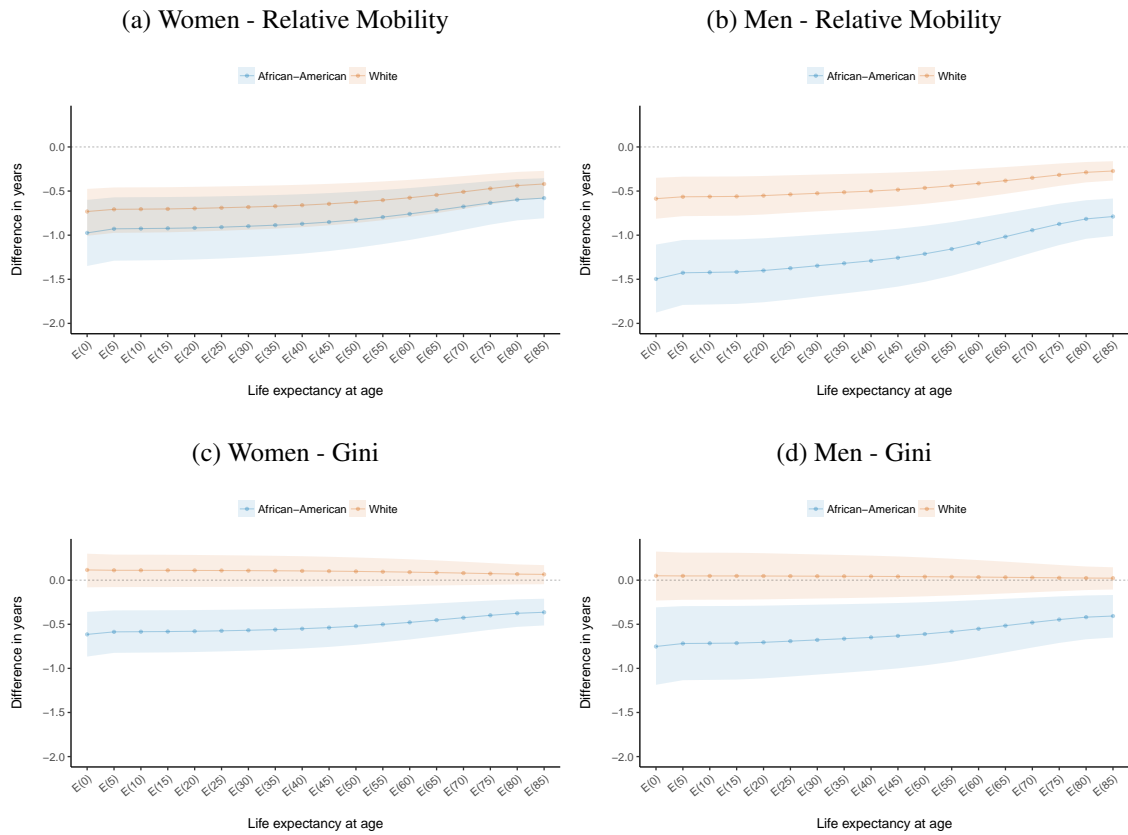 (a) Women - Relative Mobility
African−American White
Difference in years
0.0
−0.5
−1.0
−1.5
−2.0
E(0) E(5) E(10) E(15) E(20) E(25) E(30) E(35) E(40) E(45) E(50) E(55) E(60) E(65) E(70) E(75) E(80) E(85)
Life expectancy at age
(b) Men - Relative Mobility
African−American White
Difference in years
0.0
−0.5
−1.0
−1.5
−2.0
E(0) E(5) E(10) E(15) E(20) E(25) E(30) E(35) E(40) E(45) E(50) E(55) E(60) E(65) E(70) E(75) E(80) E(85)
Life expectancy at age
(c) Women - Gini
African−American White
Difference in years
0.0
−0.5
−1.0
−1.5
−2.0
E(0) E(5) E(10) E(15) E(20) E(25) E(30) E(35) E(40) E(45) E(50) E(55) E(60) E(65) E(70) E(75) E(80) E(85)
Life expectancy at age
(d) Men - Gini
African−American White
Difference in years
0.0
−0.5
−1.0
−1.5
−2.0
E(0) E(5) E(10) E(15) E(20) E(25) E(30) E(35) E(40) E(45) E(50) E(55) E(60) E(65) E(70) E(75) E(80) E(85)
Life expectancy at age